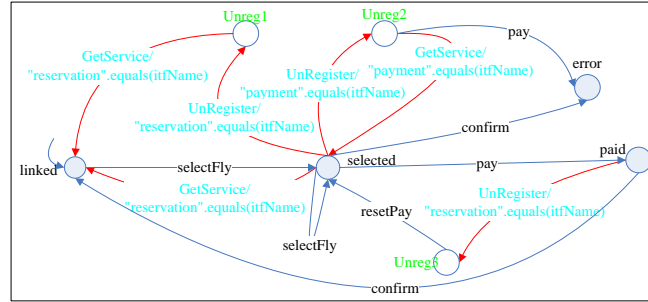 Unreg1
Unreg2
pay
GetService/
"reservation".equals(itfName)
GetService/
"payment".equals(itfName)
UnRegister/
"payment".equals(itfName)
error
UnRegister/
"reservation".equals(itfName)
confirm
linked
selectFly
selected
pay
paid
GetService/
"reservation".equals(itfName)
UnRegister/
"reservation".equals(itfName)
resetPay
selectFly
Unreg3
confirm